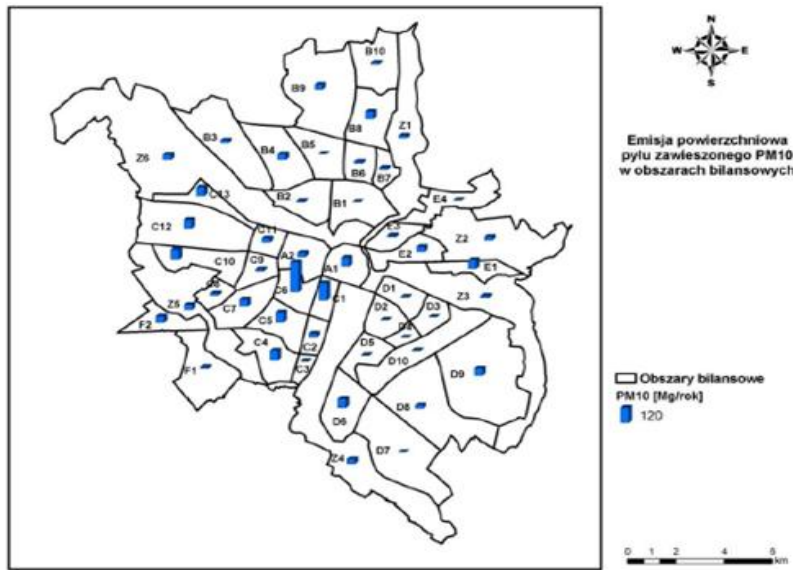 N
W E
S
Emisja powierzchniowa
pyłu zawieszonego PM10
w obszarach bilansowych
B10
B9
B8
Z1
B3
B4
B5
Z6
B6
B7
C13
B2
B1
E4
C12
C11
E3
Z2
A2
E2
C10
C9
A1
E1
C6
D1
Z3
C8
C1
Z5
C7
D2
D3
F2
C5
D4
C2
D5
C4
D10
C3
F1
D9
D6
D8
D7
Z4
Obszary bilansowe
PM10 [Mg/rok]
120
0 1 2 4 6
km